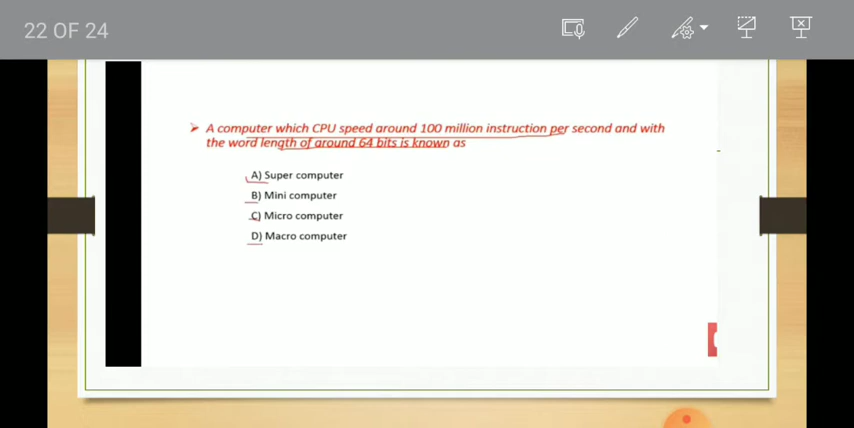 22 OF 24
A computer which CPU speed around 100 million instruction per second and with
the word length of around 64 bits is known as
A) Super computer
B) Mini computer
C) Micro computer
D) Macro computer